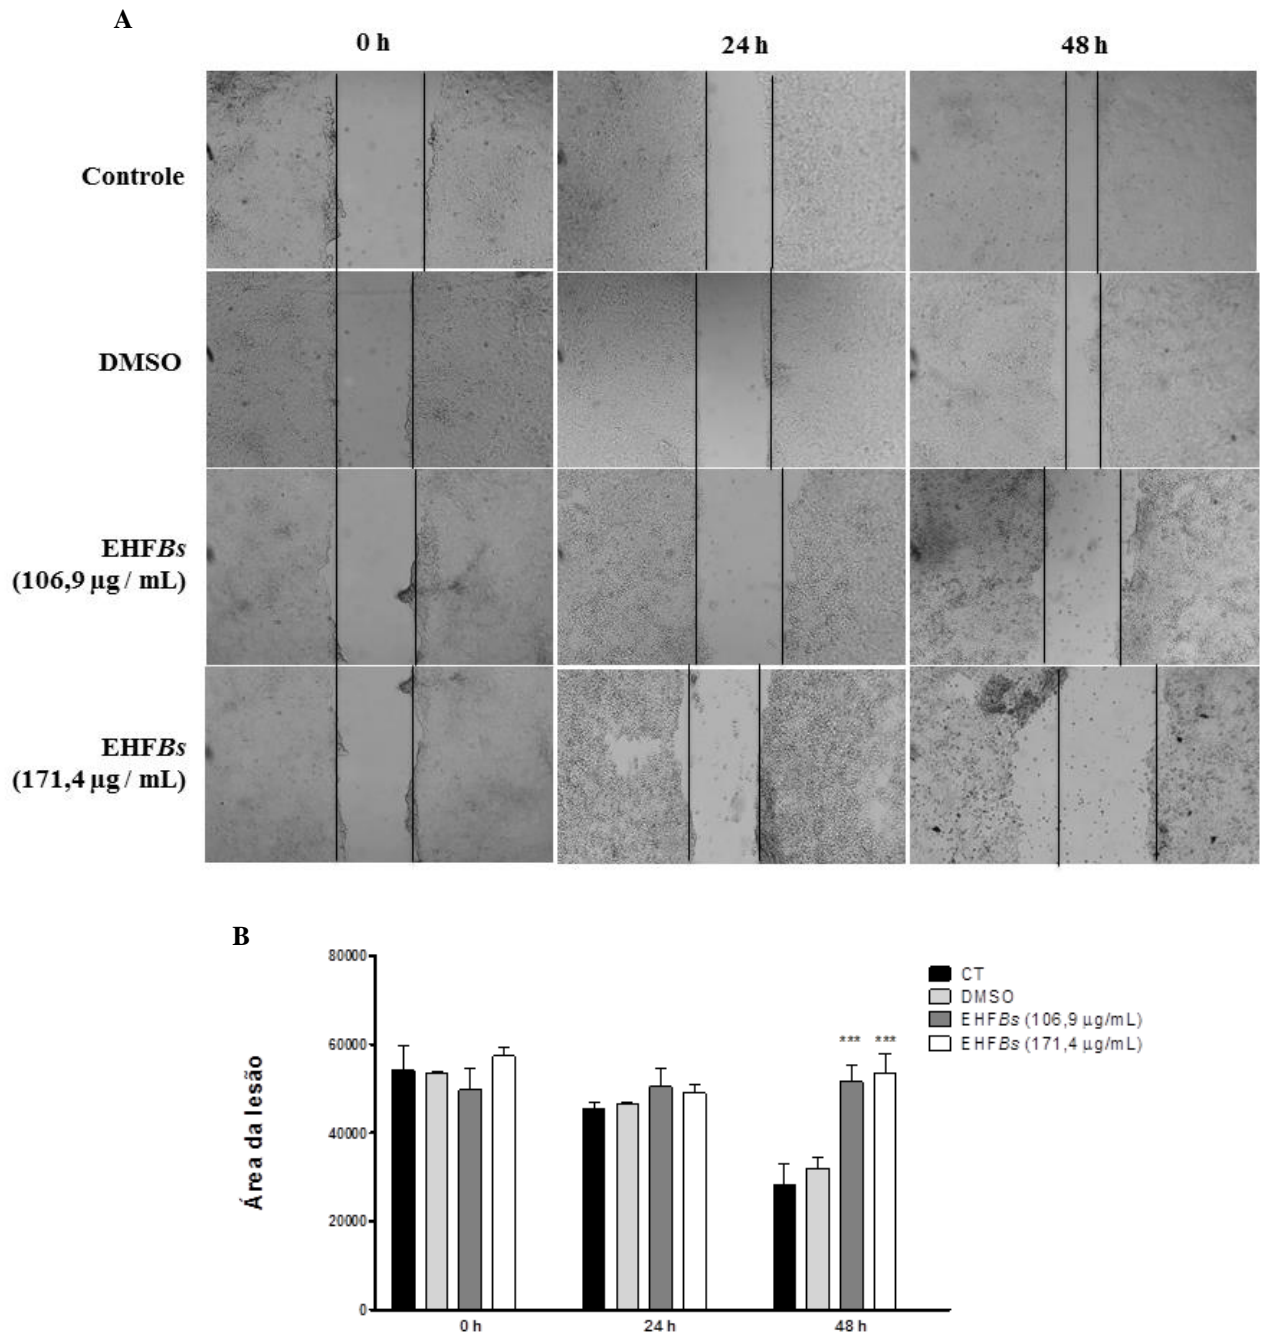 A
0 h
24 h
48 h
Controle
DMSO
EHFBs
(106,9 µg / mL)
EHFBs
(171,4 µg / mL)
B
Área da lesão
80000
60000
40000
20000
0
*** ***
0 h
24 h
48 h
CT
DMSO
EHFBs (106,9 µg/mL)
EHFBs (171,4 µg/mL)